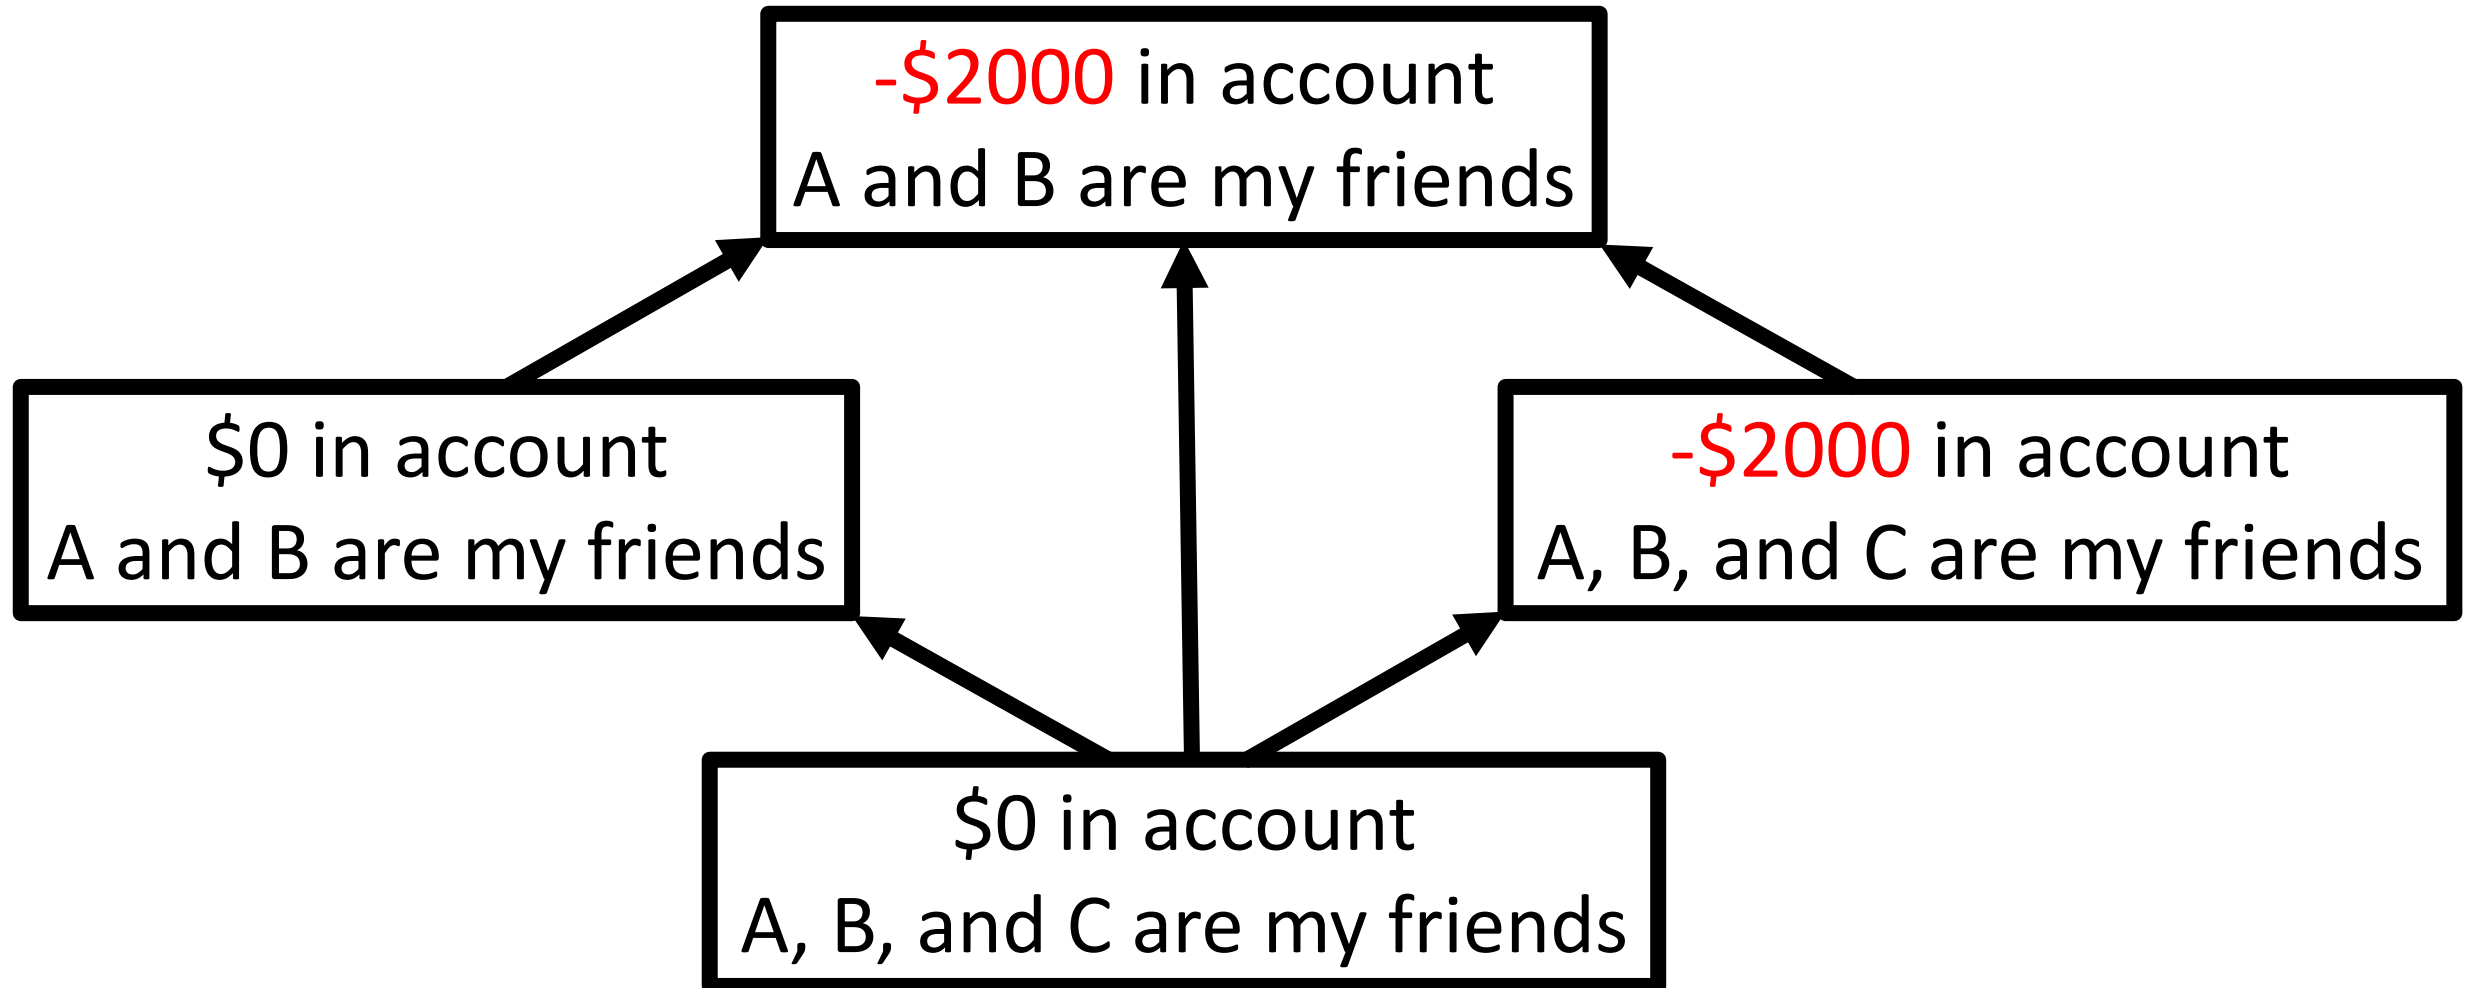 -$2000 in account
A and B are my friends
$0 in account
A and B are my friends
-$2000 in account
A, B, and C are my friends
$0 in account
A, B, and C are my friends